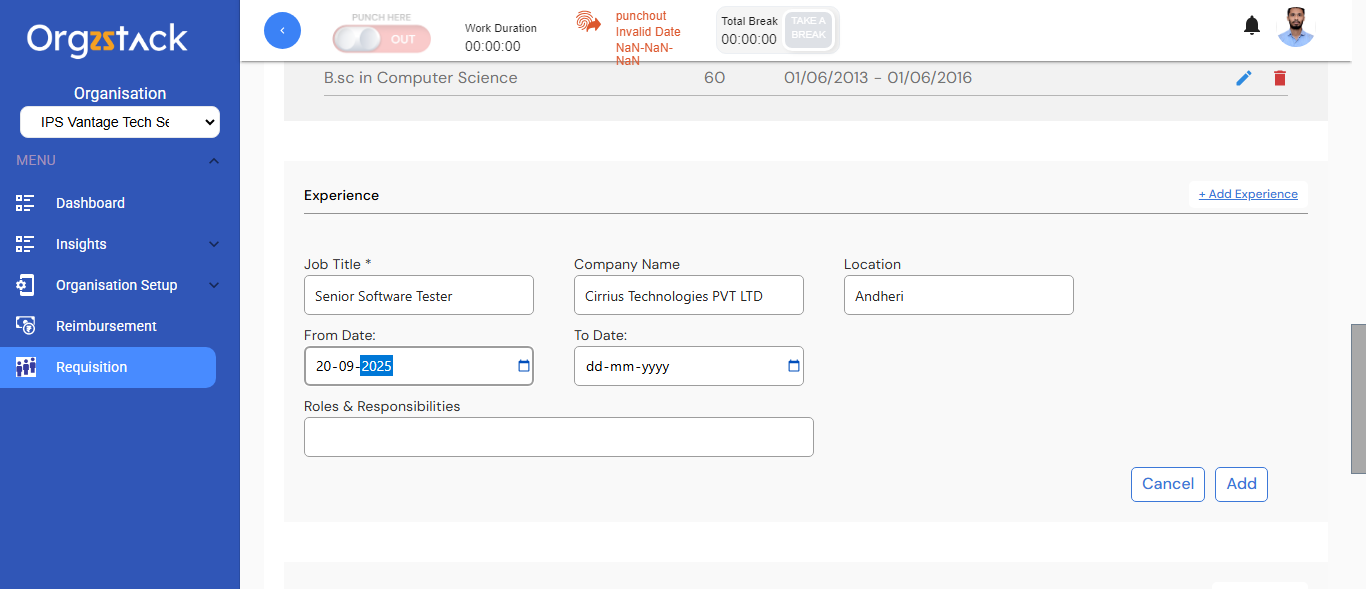 Orgzstack
Organisation
IPS Vantage Tech Se
MENU
Dashboard
Insights
Organisation Setup
Reimbursement
Requisition
PUNCH HERE
OUT
Work Duration
00:00:00
punchout
Invalid Date
NaN-NaN-
NaN
Total Break
00:00:00
TAKE A
BREAK
B.sc in Computer Science 60 01/06/2013 - 01/06/2016
Experience
+ Add Experience
Job Title * Company Name Location
Senior Software Tester Cirrius Technologies PVT LTD Andheri
From Date: To Date:
20-09-2025 dd-mm-yyyy
Roles & Responsibilities
Cancel Add